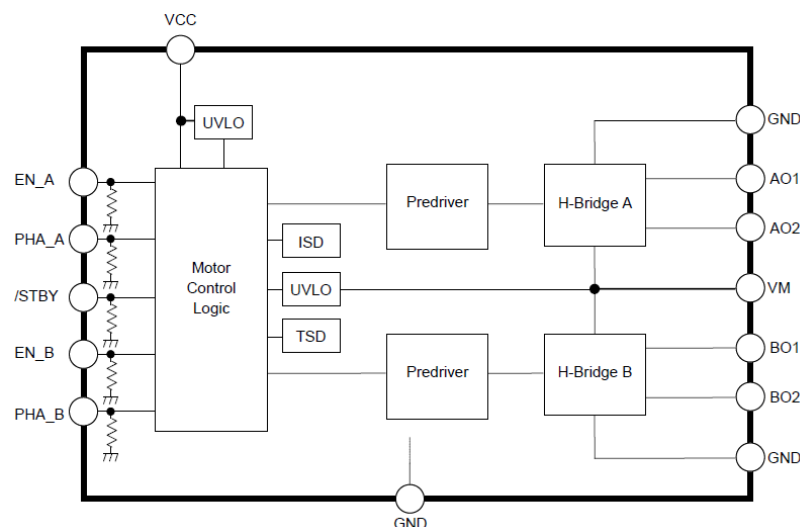 VCC
UVLO
GND
EN_A
AO1
Predriver
H-Bridge A
PHA_A
AO2
ISD
Motor
Control
Logic
/STBY
UVLO
VM
TSD
EN_B
BO1
Predriver
H-Bridge B
PHA_B
BO2
GND
GND